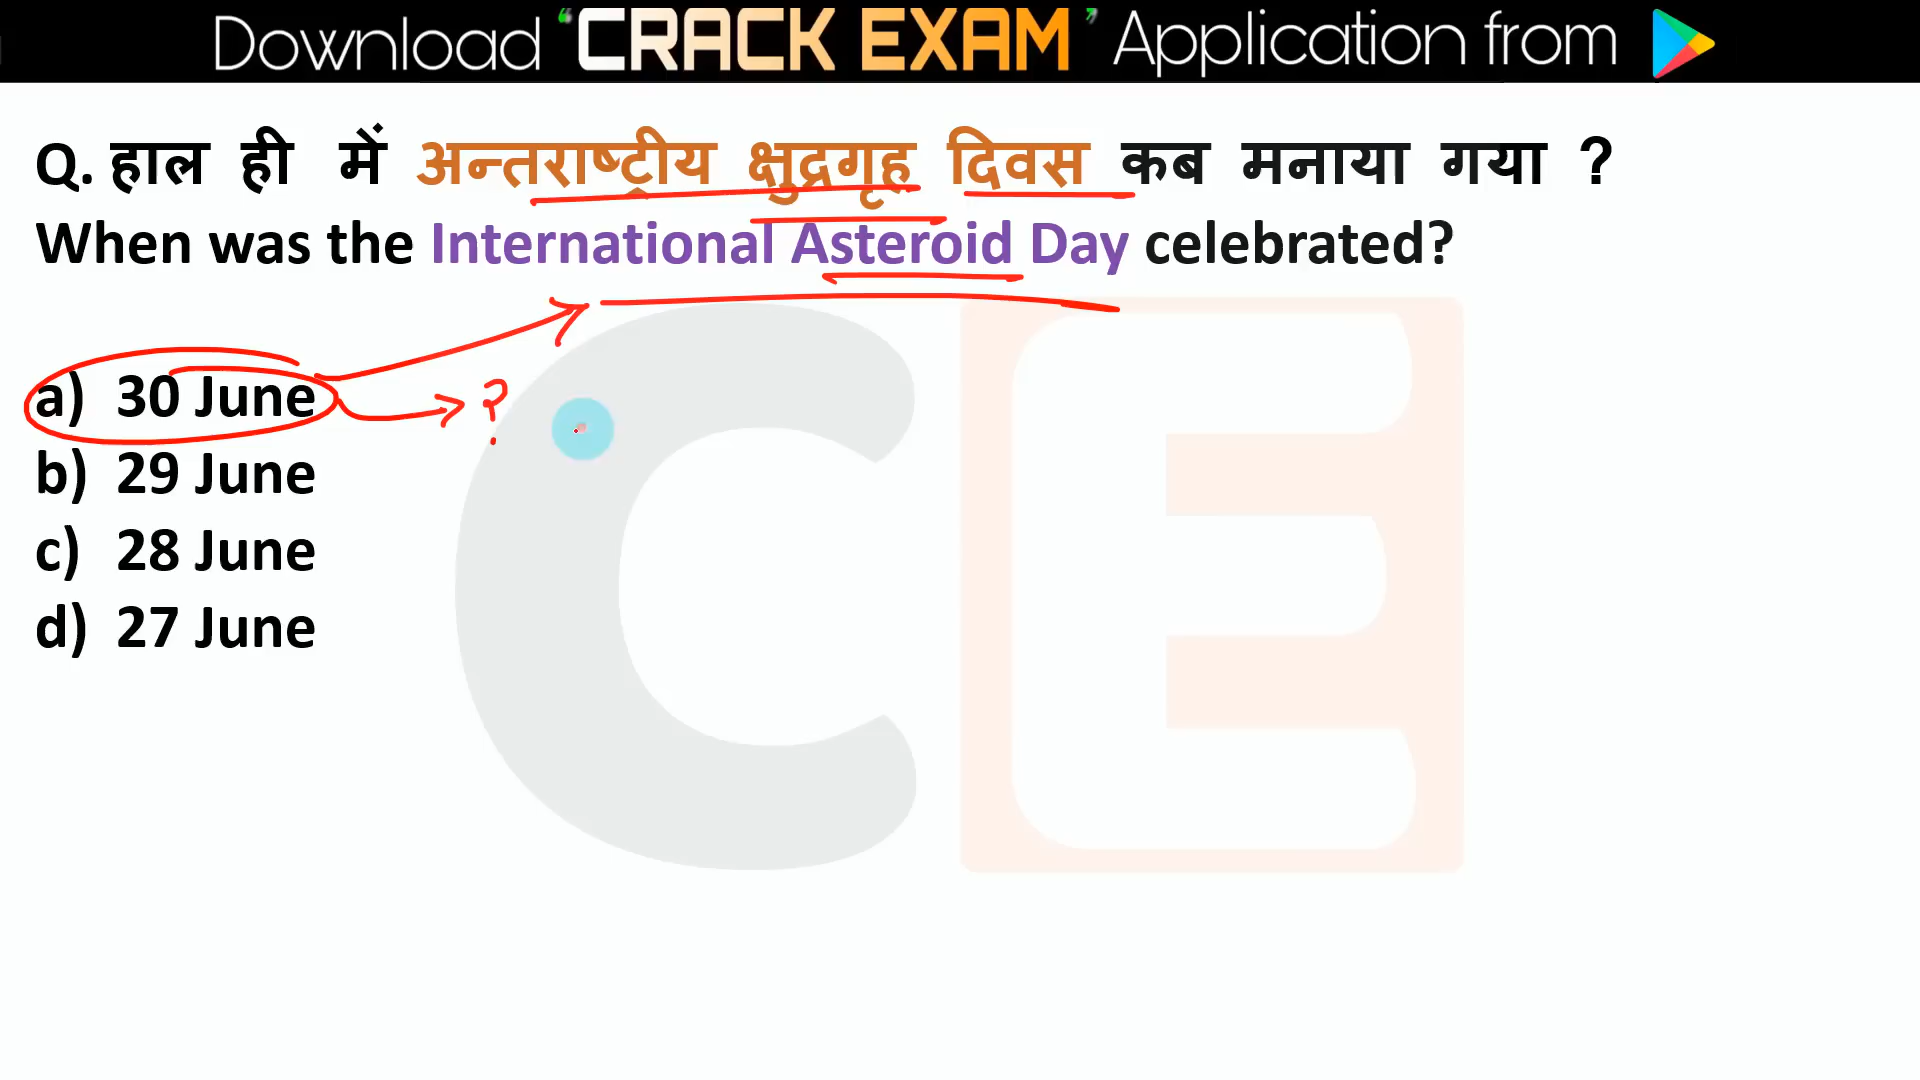 Download ‘CRACK EXAM’ Application from
Q. हाल ही में अन्तराष्ट्रीय क्षुद्रगृह दिवस कब मनाया गया ?
When was the International Asteroid Day celebrated?
a) 30 June ?
b) 29 June
c) 28 June
d) 27 June
CE